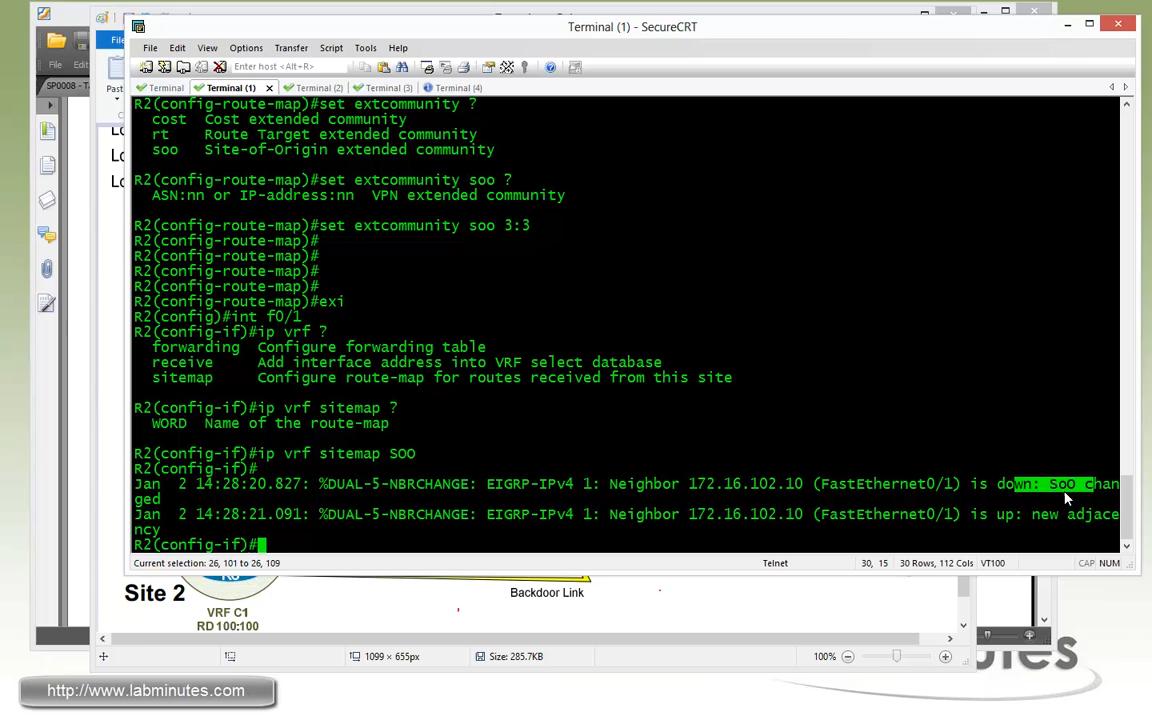 Terminal (1) - SecureCRT
File
File Edit View Options Transfer Script Tools Help
File Edi
Enter host <Alt+R>
SP0008 - T
Past
Terminal Terminal (1) Terminal (2) Terminal (3) Terminal (4)
R2(config-route-map)#set extcommunity ?
cost Cost extended community
rt Route Target extended community
soo Site-of-Origin extended community
R2(config-route-map)#set extcommunity soo ?
ASN:nn or IP-address:nn VPN extended community
R2(config-route-map)#set extcommunity soo 3:3
R2(config-route-map)#
R2(config-route-map)#
R2(config-route-map)#
R2(config-route-map)#
R2(config-route-map)#exi
R2(config)#int f0/1
R2(config-if)#ip vrf ?
forwarding Configure forwarding table
receive Add interface address into VRF select database
sitemap Configure route-map for routes received from this site
R2(config-if)#ip vrf sitemap ?
WORD Name of the route-map
R2(config-if)#ip vrf sitemap SOO
R2(config-if)#
Jan 2 14:28:20.827: %DUAL-5-NBRCHANGE: EIGRP-IPv4 1: Neighbor 172.16.102.10 (FastEthernet0/1) is down: SoO chan
ged
Jan 2 14:28:21.091: %DUAL-5-NBRCHANGE: EIGRP-IPv4 1: Neighbor 172.16.102.10 (FastEthernet0/1) is up: new adjace
ncy
R2(config-if)#
Current selection: 26, 101 to 26, 109 Telnet 30, 15 30 Rows, 112 Cols VT100 CAP NUM
Lo
Lo
Lo
Site 2
Backdoor Link
VRF C1
RD 100:100
1099 × 655px Size: 285.7KB 100%
http://www.labminutes.com